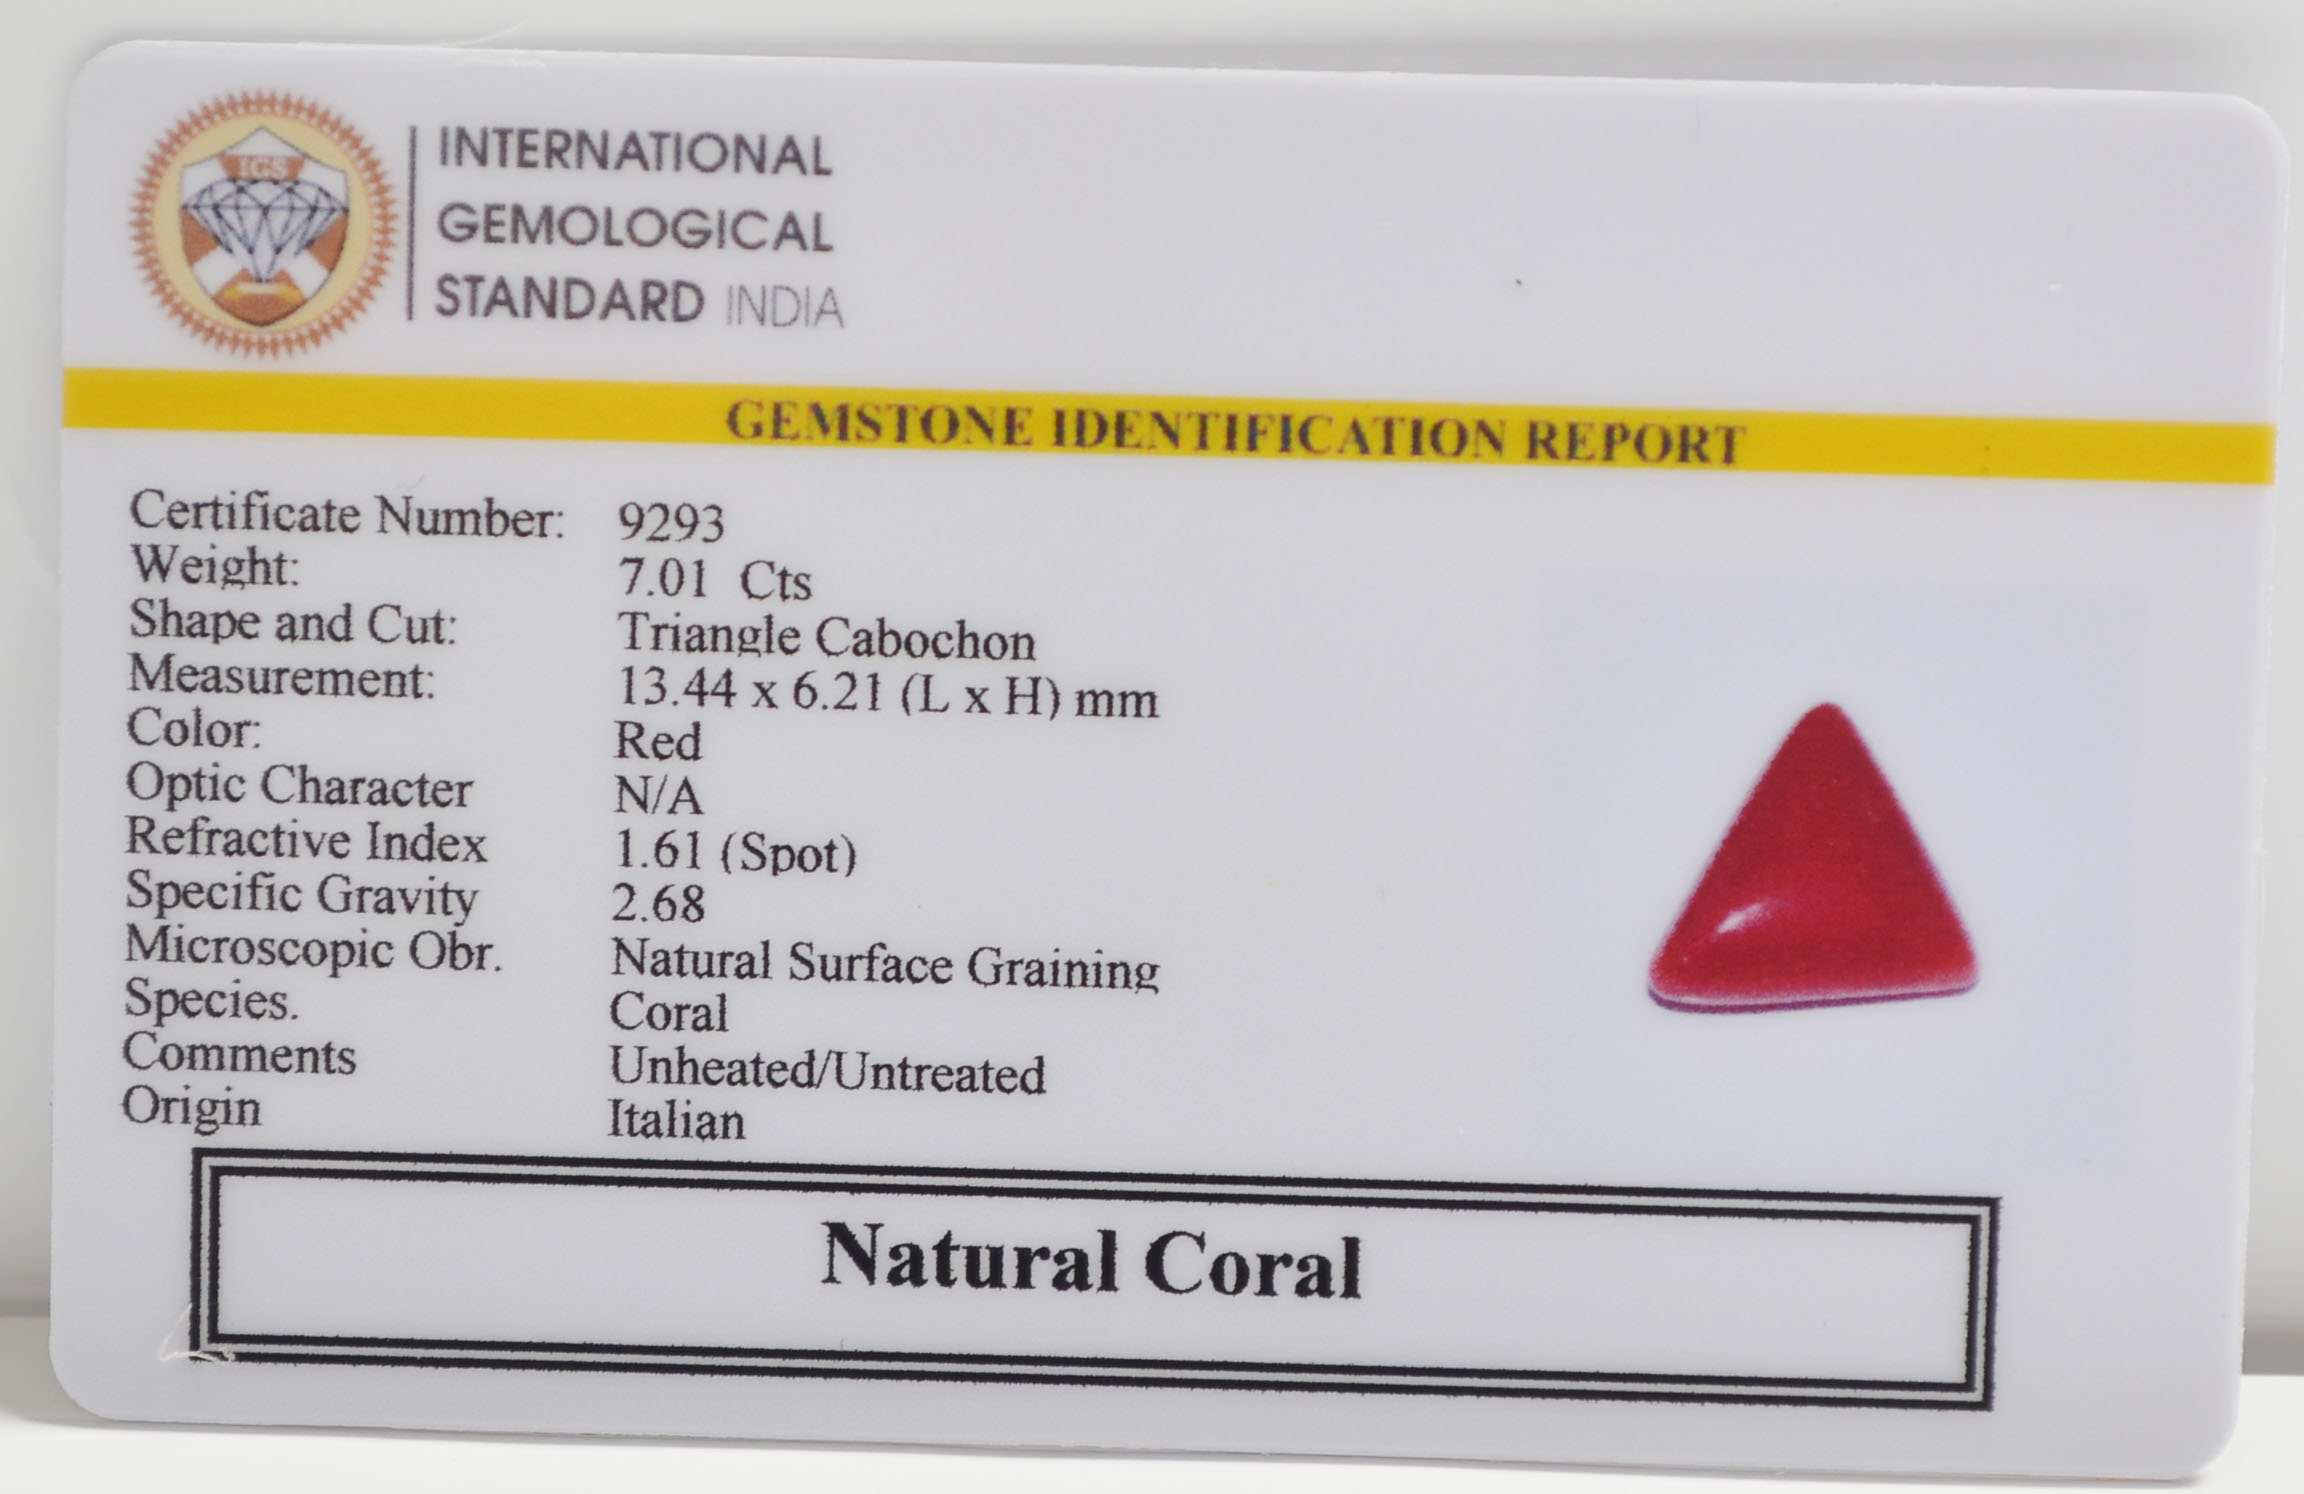 IGS
INTERNATIONAL
GEMOLOGICAL
STANDARD INDIA
GEMSTONE IDENTIFICATION REPORT
Certificate Number: 9293
Weight: 7.01 Cts
Shape and Cut: Triangle Cabochon
Measurement: 13.44 x 6.21 (L x H) mm
Color: Red
Optic Character N/A
Refractive Index 1.61 (Spot)
Specific Gravity 2.68
Microscopic Obr. Natural Surface Graining
Species. Coral
Comments Unheated/Untreated
Origin Italian
Natural Coral